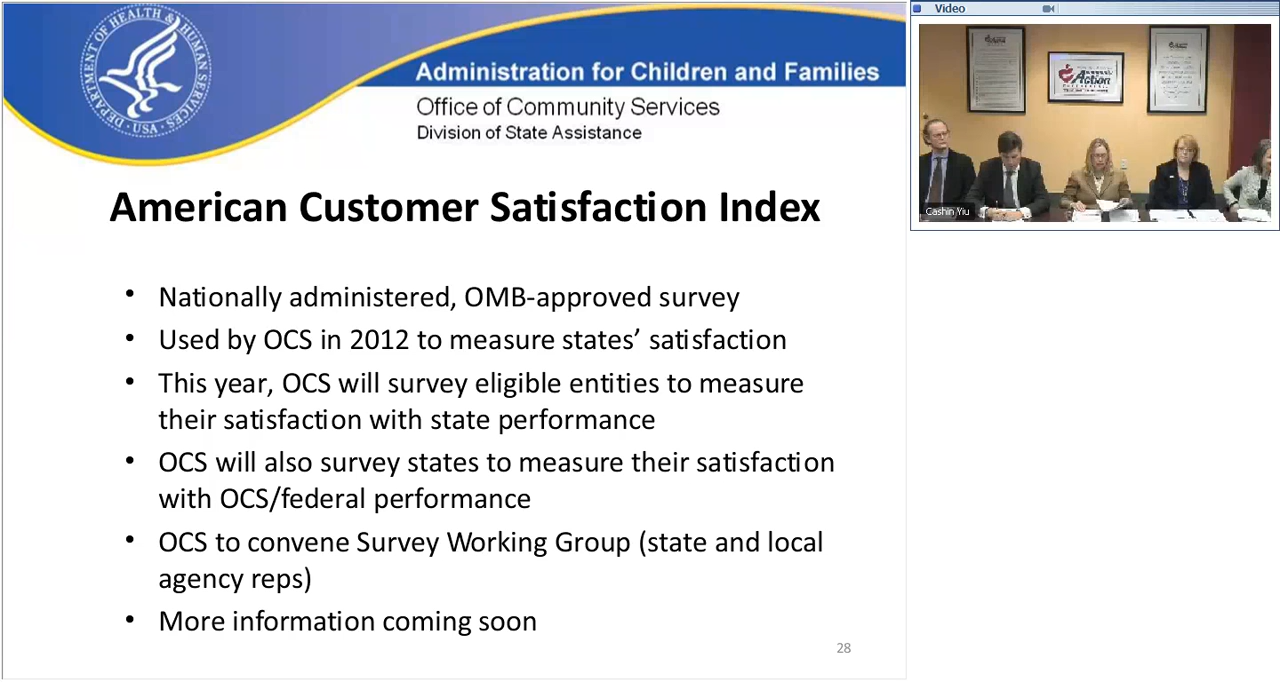 DEPARTMENT OF HEALTH & HUMAN SERVICES · USA
Administration for Children and Families
Office of Community Services
Division of State Assistance
American Customer Satisfaction Index
• Nationally administered, OMB-approved survey
• Used by OCS in 2012 to measure states’ satisfaction
• This year, OCS will survey eligible entities to measure
their satisfaction with state performance
• OCS will also survey states to measure their satisfaction
with OCS/federal performance
• OCS to convene Survey Working Group (state and local
agency reps)
• More information coming soon
28
Video
Action
Cashin Yiu